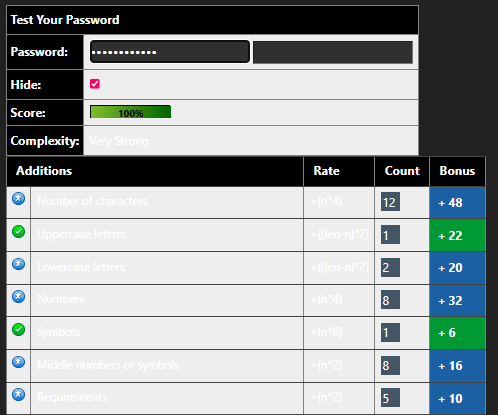 Test Your Password
Password: ••••••••••••
Hide:
Score: 100%
Complexity: Very Strong
Additions Rate Count Bonus
Number of characters +(n*4) 12 + 48
Uppercase letters +((len-n)*2) 1 + 22
Lowercase letters +((len-n)*2) 2 + 20
Numbers +(n*4) 8 + 32
Symbols +(n*6) 1 + 6
Middle numbers or symbols +(n*2) 8 + 16
Requirements +(n*2) 5 + 10